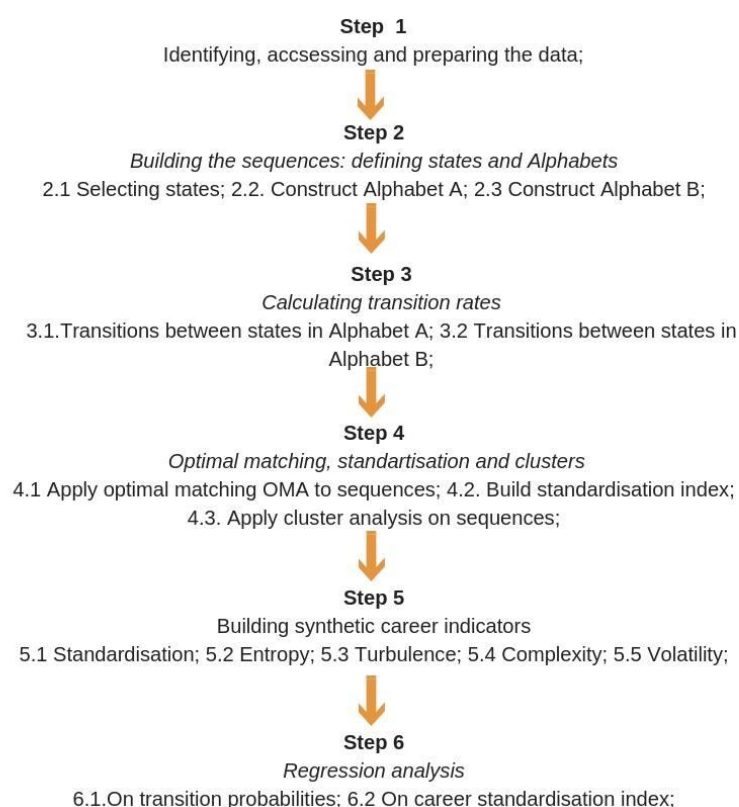 Step 1
Identifying, accsessing and preparing the data;
Step 2
Building the sequences: defining states and Alphabets
2.1 Selecting states; 2.2. Construct Alphabet A; 2.3 Construct Alphabet B;
Step 3
Calculating transition rates
3.1.Transitions between states in Alphabet A; 3.2 Transitions between states in
Alphabet B;
Step 4
Optimal matching, standartisation and clusters
4.1 Apply optimal matching OMA to sequences; 4.2. Build standardisation index;
4.3. Apply cluster analysis on sequences;
Step 5
Building synthetic career indicators
5.1 Standardisation; 5.2 Entropy; 5.3 Turbulence; 5.4 Complexity; 5.5 Volatility;
Step 6
Regression analysis
6.1.On transition probabilities; 6.2 On career standardisation index;